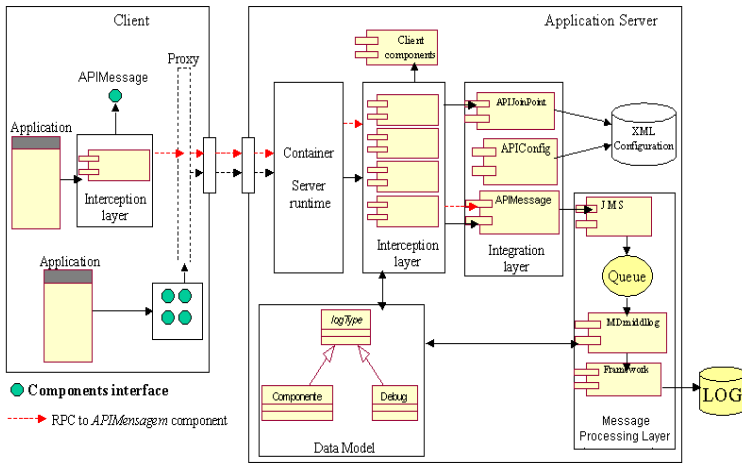 Client
Application Server
Proxy
APIMessage
Application
Interception
layer
Application
Container
Server
runtime
Client
components
Interception
layer
APIJoinPoint
APIConfig
APIMessage
Integration
layer
XML
Configuration
JMS
Queue
MDmiddllog
Framework
Message
Processing Layer
LOG
logType
Componente
Debug
Data Model
Components interface
RPC to APIMensagem component